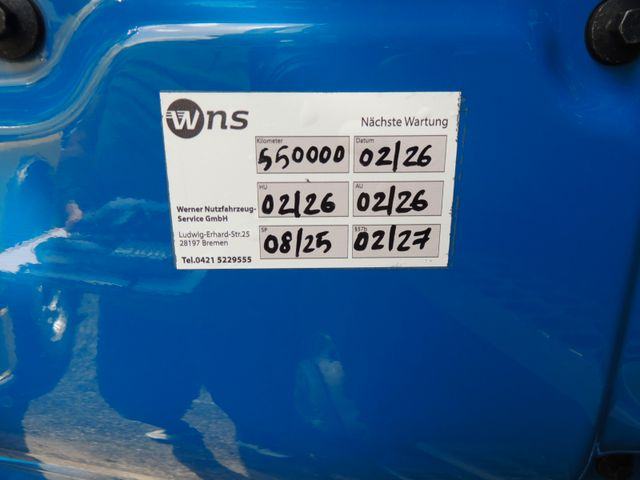 wns
Nächste Wartung
Kilometer Datum
550000 02/26
HU AU
02/26 02/26
SP §57b
08/25 02/27
Werner Nutzfahrzeug-
Service GmbH
Ludwig-Erhard-Str.25
28197 Bremen
Tel.0421 5229555